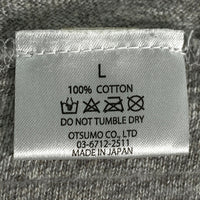 L
100% COTTON
DO NOT TUMBLE DRY
OTSUMO CO., LTD
03-6712-2511
MADE IN JAPAN